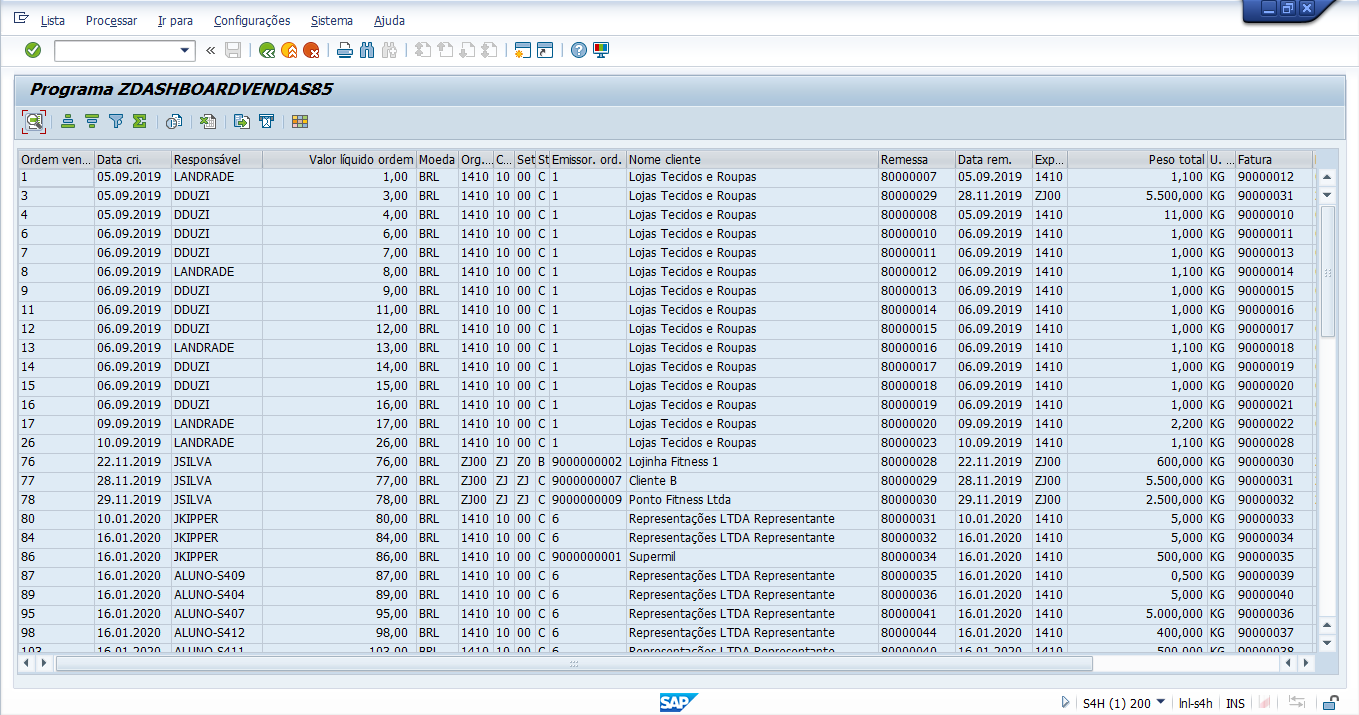 Lista Processar Ir para Configurações Sistema Ajuda
Programa ZDASHBOARDVENDAS85
Ordem ven... Data cri. Responsável Valor líquido ordem Moeda Org.... C... Set St Emissor. ord. Nome cliente Remessa Data rem. Exp... Peso total U. ... Fatura
1 05.09.2019 LANDRADE 1,00 BRL 1410 10 00 C 1 Lojas Tecidos e Roupas 80000007 05.09.2019 1410 1,100 KG 90000012
3 05.09.2019 DDUZI 3,00 BRL 1410 10 00 C 1 Lojas Tecidos e Roupas 80000029 28.11.2019 ZJ00 5.500,000 KG 90000031
4 05.09.2019 DDUZI 4,00 BRL 1410 10 00 C 1 Lojas Tecidos e Roupas 80000008 05.09.2019 1410 11,000 KG 90000010
6 06.09.2019 DDUZI 6,00 BRL 1410 10 00 C 1 Lojas Tecidos e Roupas 80000010 06.09.2019 1410 1,000 KG 90000011
7 06.09.2019 DDUZI 7,00 BRL 1410 10 00 C 1 Lojas Tecidos e Roupas 80000011 06.09.2019 1410 1,000 KG 90000013
8 06.09.2019 LANDRADE 8,00 BRL 1410 10 00 C 1 Lojas Tecidos e Roupas 80000012 06.09.2019 1410 1,100 KG 90000014
9 06.09.2019 DDUZI 9,00 BRL 1410 10 00 C 1 Lojas Tecidos e Roupas 80000013 06.09.2019 1410 1,000 KG 90000015
11 06.09.2019 DDUZI 11,00 BRL 1410 10 00 C 1 Lojas Tecidos e Roupas 80000014 06.09.2019 1410 1,000 KG 90000016
12 06.09.2019 DDUZI 12,00 BRL 1410 10 00 C 1 Lojas Tecidos e Roupas 80000015 06.09.2019 1410 1,000 KG 90000017
13 06.09.2019 LANDRADE 13,00 BRL 1410 10 00 C 1 Lojas Tecidos e Roupas 80000016 06.09.2019 1410 1,100 KG 90000018
14 06.09.2019 DDUZI 14,00 BRL 1410 10 00 C 1 Lojas Tecidos e Roupas 80000017 06.09.2019 1410 1,000 KG 90000019
15 06.09.2019 DDUZI 15,00 BRL 1410 10 00 C 1 Lojas Tecidos e Roupas 80000018 06.09.2019 1410 1,000 KG 90000020
16 06.09.2019 DDUZI 16,00 BRL 1410 10 00 C 1 Lojas Tecidos e Roupas 80000019 06.09.2019 1410 1,000 KG 90000021
17 09.09.2019 LANDRADE 17,00 BRL 1410 10 00 C 1 Lojas Tecidos e Roupas 80000020 09.09.2019 1410 2,200 KG 90000022
26 10.09.2019 LANDRADE 26,00 BRL 1410 10 00 C 1 Lojas Tecidos e Roupas 80000023 10.09.2019 1410 1,100 KG 90000028
76 22.11.2019 JSILVA 76,00 BRL ZJ00 ZJ Z0 B 9000000002 Lojinha Fitness 1 80000028 22.11.2019 ZJ00 600,000 KG 90000030
77 28.11.2019 JSILVA 77,00 BRL ZJ00 ZJ ZJ C 9000000007 Cliente B 80000029 28.11.2019 ZJ00 5.500,000 KG 90000031
78 29.11.2019 JSILVA 78,00 BRL ZJ00 ZJ ZJ C 9000000009 Ponto Fitness Ltda 80000030 29.11.2019 ZJ00 2.500,000 KG 90000032
80 10.01.2020 JKIPPER 80,00 BRL 1410 10 00 C 6 Representações LTDA Representante 80000031 10.01.2020 1410 5,000 KG 90000033
84 16.01.2020 JKIPPER 84,00 BRL 1410 10 00 C 6 Representações LTDA Representante 80000032 16.01.2020 1410 5,000 KG 90000034
86 16.01.2020 JKIPPER 86,00 BRL 1410 10 00 C 9000000001 Supermil 80000034 16.01.2020 1410 500,000 KG 90000035
87 16.01.2020 ALUNO-S409 87,00 BRL 1410 10 00 C 6 Representações LTDA Representante 80000035 16.01.2020 1410 0,500 KG 90000039
89 16.01.2020 ALUNO-S404 89,00 BRL 1410 10 00 C 6 Representações LTDA Representante 80000036 16.01.2020 1410 5,000 KG 90000040
95 16.01.2020 ALUNO-S407 95,00 BRL 1410 10 00 C 6 Representações LTDA Representante 80000041 16.01.2020 1410 5.000,000 KG 90000036
98 16.01.2020 ALUNO-S412 98,00 BRL 1410 10 00 C 6 Representações LTDA Representante 80000044 16.01.2020 1410 400,000 KG 90000037
103 16.01.2020 ALUNO-S411 103,00 BRL 1410 10 00 C 6 Representações LTDA Representante 80000040 16.01.2020 1410 500,000 KG 90000038
SAP S4H (1) 200 lnl-s4h INS